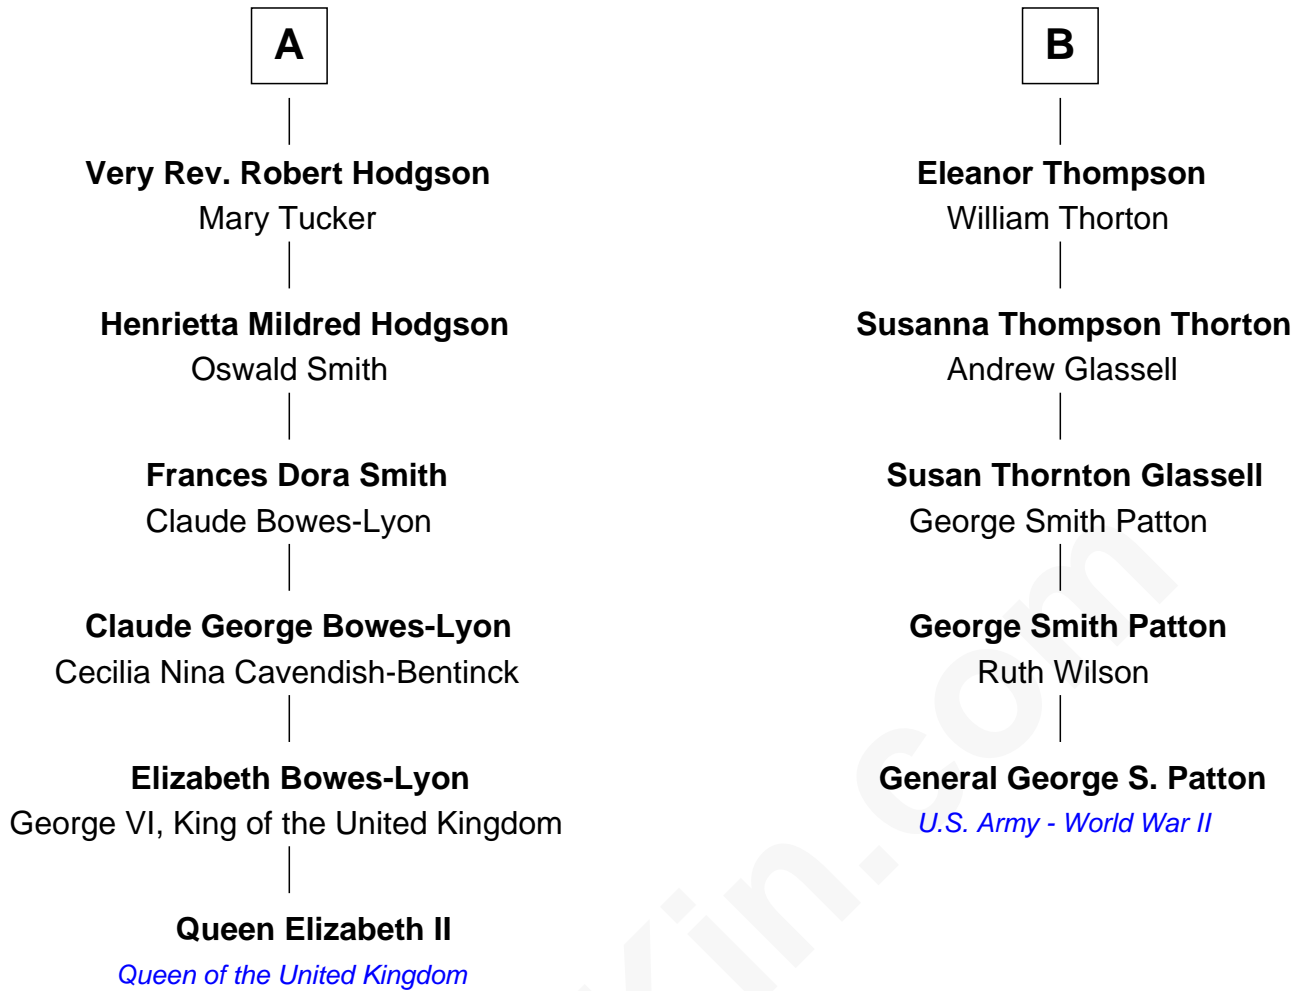 A
Very Rev. Robert Hodgson
Mary Tucker
Henrietta Mildred Hodgson
Oswald Smith
Frances Dora Smith
Claude Bowes-Lyon
Claude George Bowes-Lyon
Cecilia Nina Cavendish-Bentinck
Elizabeth Bowes-Lyon
George VI, King of the United Kingdom
Queen Elizabeth II
Queen of the United Kingdom
B
Eleanor Thompson
William Thorton
Susanna Thompson Thorton
Andrew Glassell
Susan Thornton Glassell
George Smith Patton
George Smith Patton
Ruth Wilson
General George S. Patton
U.S. Army - World War II
Kin.com